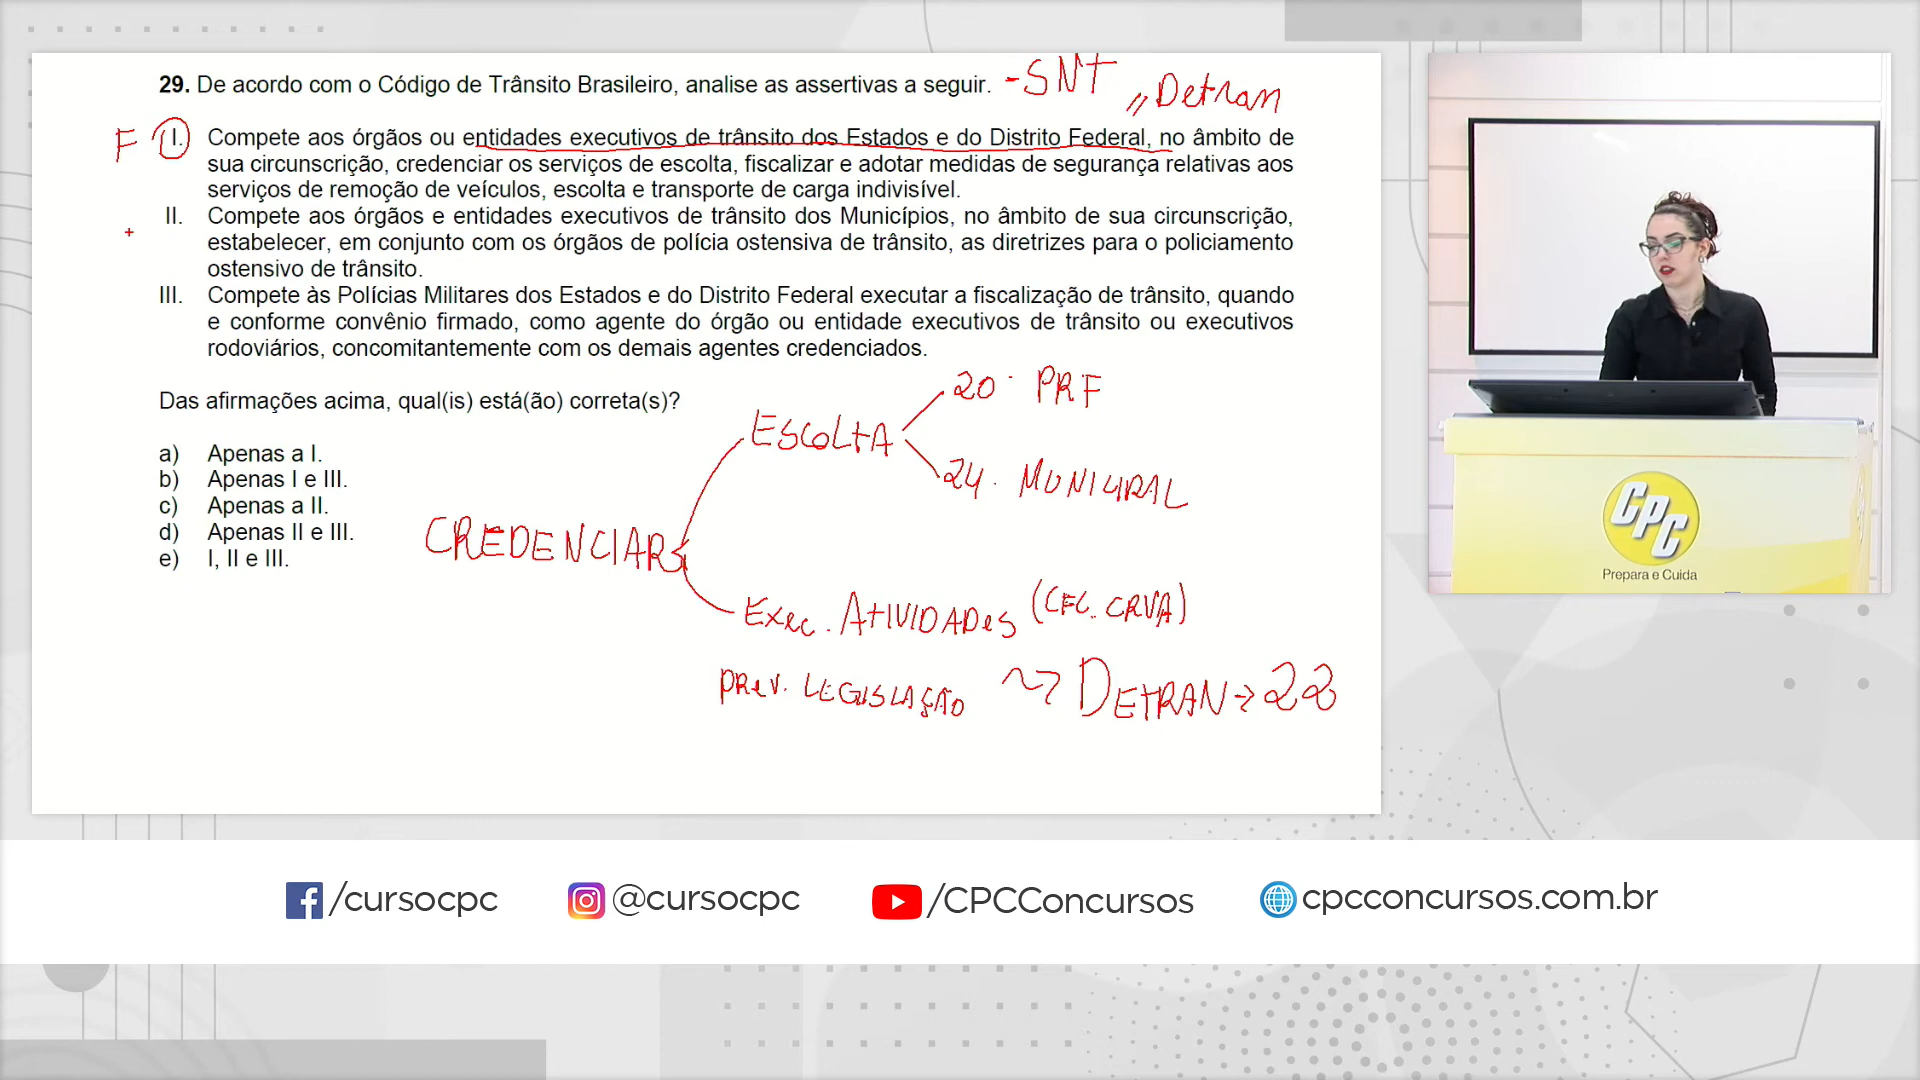 29. De acordo com o Código de Trânsito Brasileiro, analise as assertivas a seguir. - SNT
,, Detran
F I. Compete aos órgãos ou entidades executivos de trânsito dos Estados e do Distrito Federal, no âmbito de
sua circunscrição, credenciar os serviços de escolta, fiscalizar e adotar medidas de segurança relativas aos
serviços de remoção de veículos, escolta e transporte de carga indivisível.
II. Compete aos órgãos e entidades executivos de trânsito dos Municípios, no âmbito de sua circunscrição,
estabelecer, em conjunto com os órgãos de polícia ostensiva de trânsito, as diretrizes para o policiamento
ostensivo de trânsito.
III. Compete às Polícias Militares dos Estados e do Distrito Federal executar a fiscalização de trânsito, quando
e conforme convênio firmado, como agente do órgão ou entidade executivos de trânsito ou executivos
rodoviários, concomitantemente com os demais agentes credenciados.
Das afirmações acima, qual(is) está(ão) correta(s)?
a) Apenas a I.
b) Apenas I e III.
c) Apenas a II.
d) Apenas II e III.
e) I, II e III.
CREDENCIAR
ESCOLTA
20 · PRF
24. MUNICIPAL
EXEC. ATIVIDADES (CFC. CRVA)
PREV. LEGISLAÇÃO → DETRAN → 22
CPC
Prepara e Cuida
/cursocpc
@cursocpc
/CPCConcursos
cpcconcursos.com.br